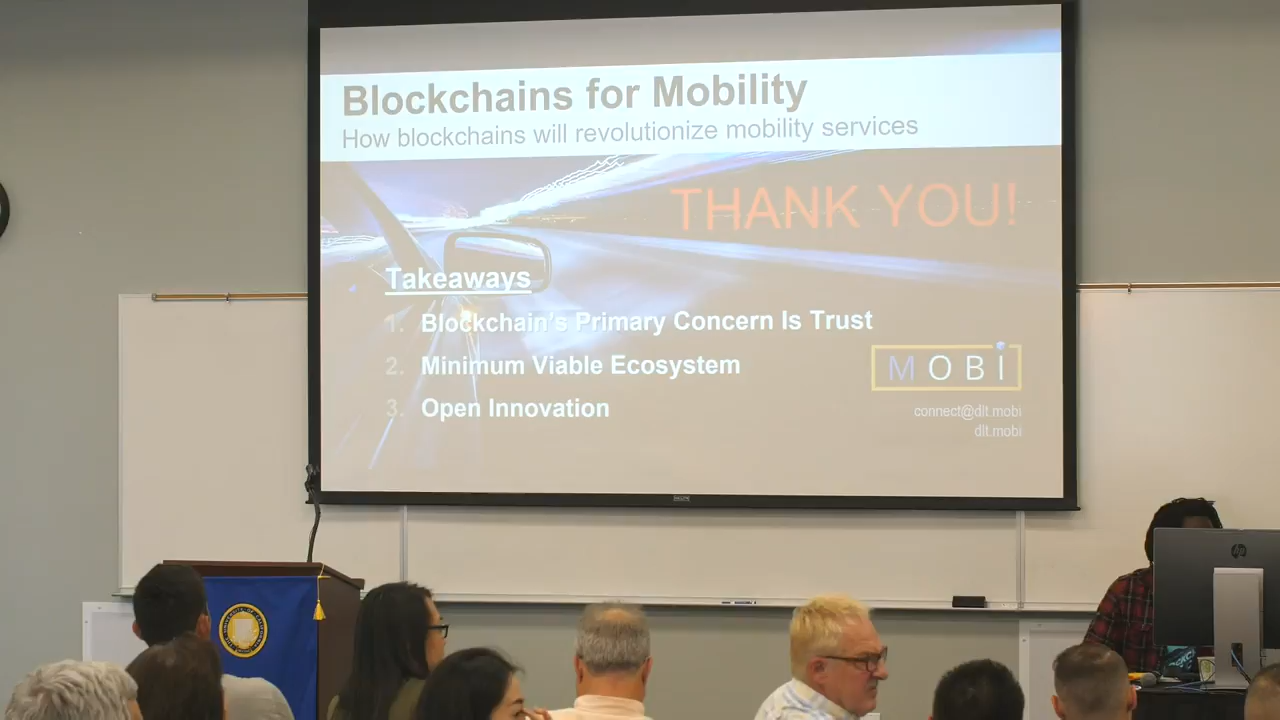 Blockchains for Mobility
How blockchains will revolutionize mobility services
THANK YOU!
Takeaways
1. Blockchain's Primary Concern Is Trust
2. Minimum Viable Ecosystem
3. Open Innovation
MOBI
connect@dlt.mobi
dlt.mobi
hp